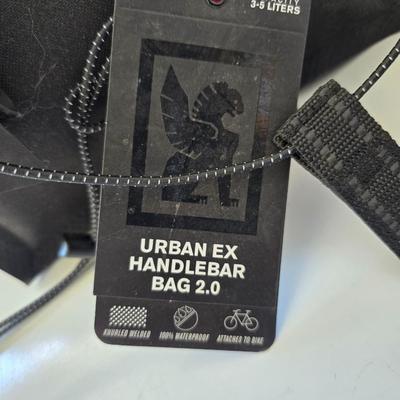 3-5 LITERS
URBAN EX
HANDLEBAR
BAG 2.0
KNURLED WELDED
100% WATERPROOF
ATTACHES TO BIKE